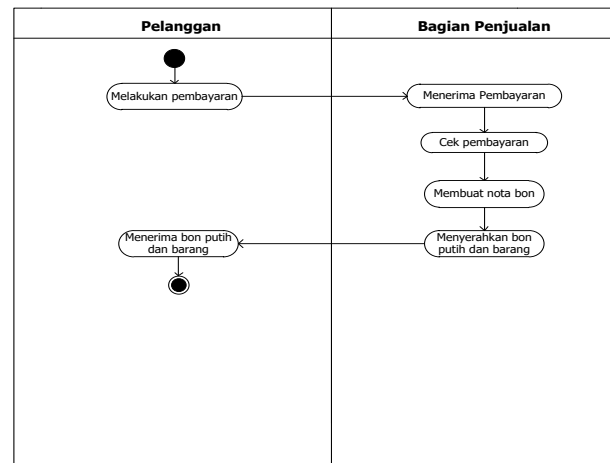 Pelanggan
Bagian Penjualan
Melakukan pembayaran
Menerima Pembayaran
Cek pembayaran
Membuat nota bon
Menerima bon putih
dan barang
Menyerahkan bon
putih dan barang